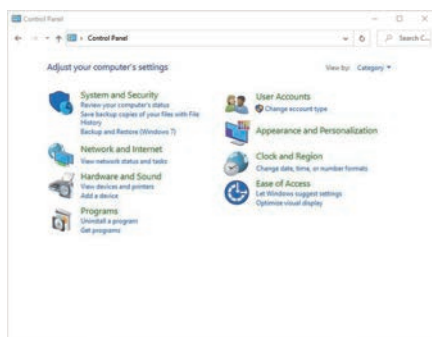 Control Panel
Control Panel
Search C...
Adjust your computer's settings
View by: Category
System and Security
Review your computer's status
Save backup copies of your files with File
History
Backup and Restore (Windows 7)
Network and Internet
View network status and tasks
Hardware and Sound
View devices and printers
Add a device
Programs
Uninstall a program
Get programs
User Accounts
Change account type
Appearance and Personalization
Clock and Region
Change date, time, or number formats
Ease of Access
Let Windows suggest settings
Optimize visual display